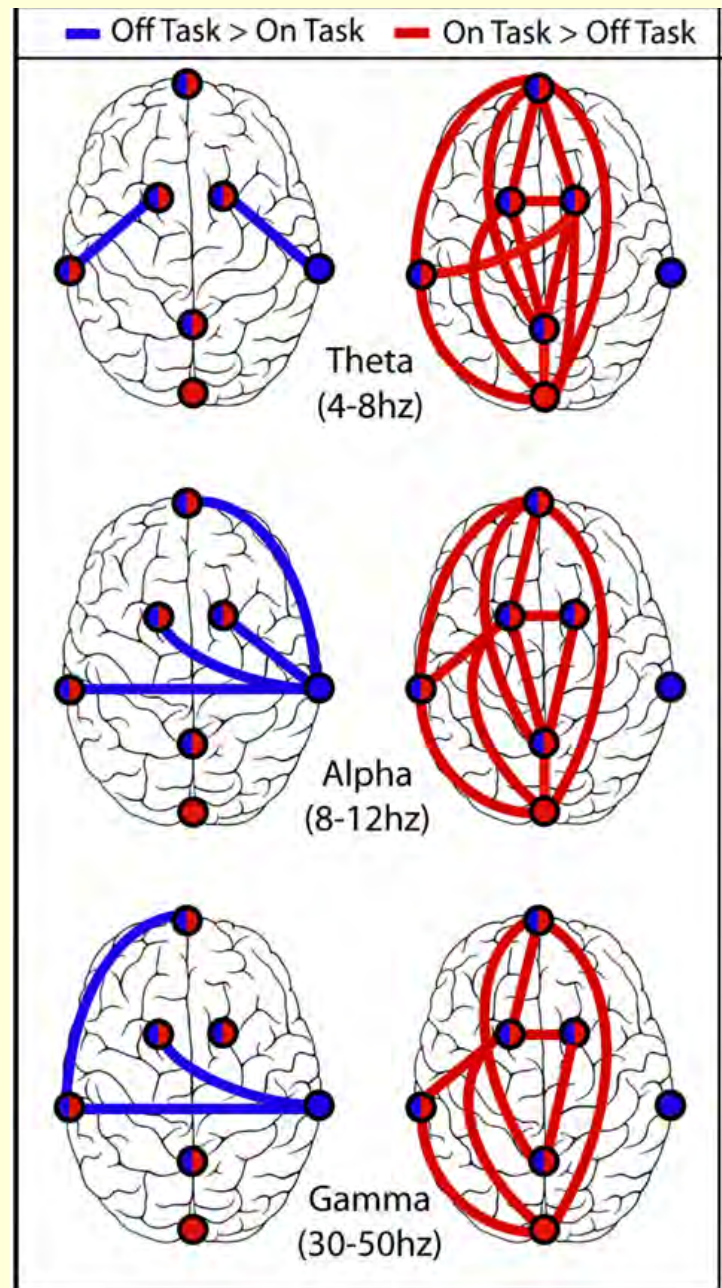 Off Task > On Task On Task > Off Task
Theta
(4-8hz)
Alpha
(8-12hz)
Gamma
(30-50hz)